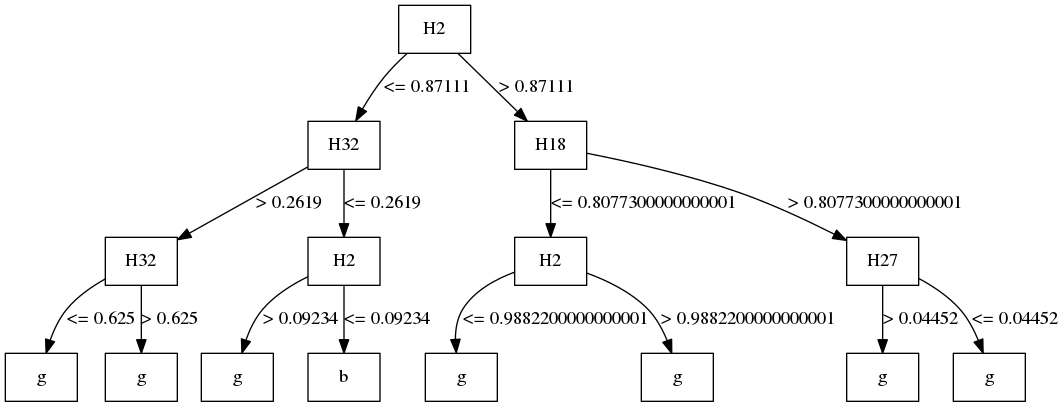 H2
<= 0.87111
> 0.87111
H32
H18
> 0.2619
<= 0.2619
<= 0.8077300000000001
> 0.8077300000000001
H32
H2
H2
H27
<= 0.625
> 0.625
> 0.09234
<= 0.09234
<= 0.9882200000000001
> 0.9882200000000001
> 0.04452
<= 0.04452
g
g
g
b
g
g
g
g